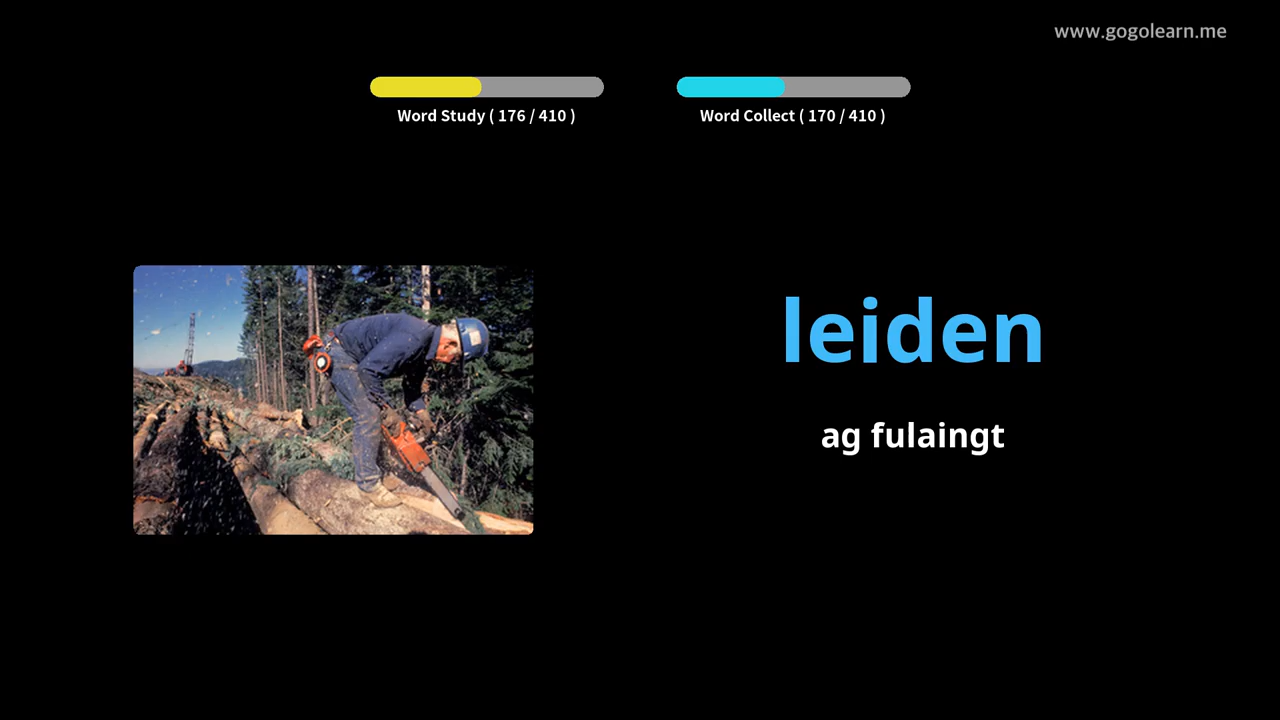 www.gogolearn.me
Word Study ( 176 / 410 )
Word Collect ( 170 / 410 )
leiden
ag fulaingt